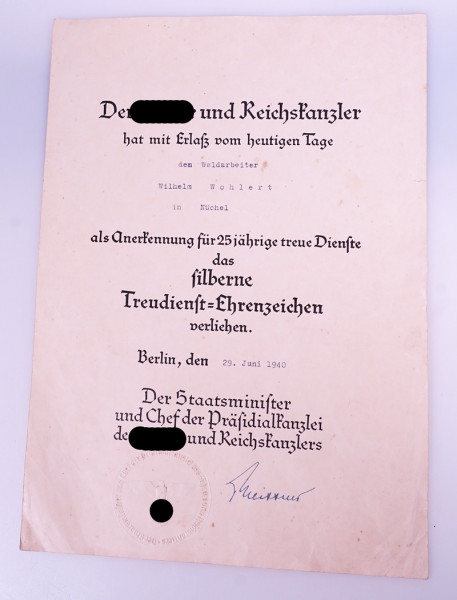 De und Reichskanzler
hat mit Erlaß vom heutigen Tage
dem Waldarbeiter
Wilhelm Wohlert
in Nüchel
als Anerkennung für 25jährige treue Dienste
das
silberne
Treudienst=Ehrenzeichen
verliehen.
Berlin, den 29. Juni 1940
Der Staatsminister
und Chef der Präsidialkanzlei
de und Reichskanzlers
Meissner